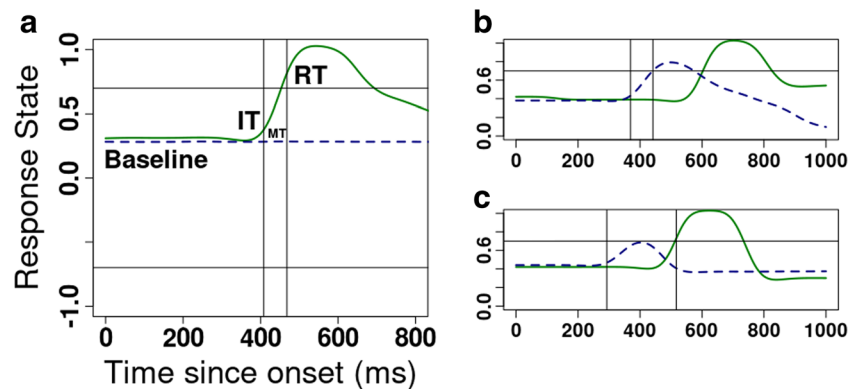 a
Response State
1.0
0.5
0.0
-1.0
IT
MT
RT
Baseline
0 200 400 600 800
Time since onset (ms)
b
0.6
0.0
0 200 400 600 800 1000
c
0.6
0.0
0 200 400 600 800 1000